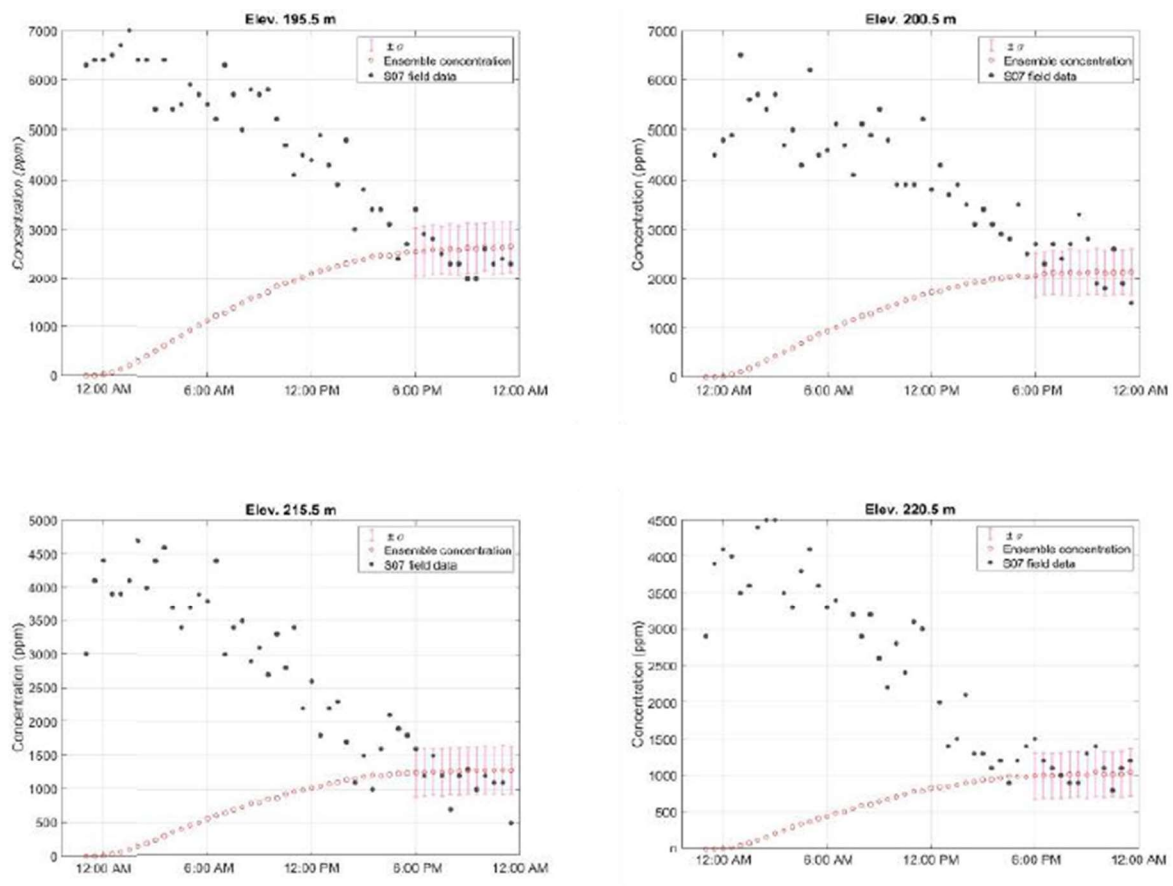 Elev. 195.5 m
7000
6000
5000
4000
3000
2000
1000
0
Concentration (ppm)
± σ
Ensemble concentration
S07 field data
12:00 AM 6:00 AM 12:00 PM 6:00 PM 12:00 AM
Elev. 200.5 m
7000
6000
5000
4000
3000
2000
1000
0
Concentration (ppm)
± σ
Ensemble concentration
S07 field data
12:00 AM 6:00 AM 12:00 PM 6:00 PM 12:00 AM
Elev. 215.5 m
5000
4500
4000
3500
3000
2500
2000
1500
1000
500
0
Concentration (ppm)
± σ
Ensemble concentration
S07 field data
12:00 AM 6:00 AM 12:00 PM 6:00 PM 12:00 AM
Elev. 220.5 m
4500
4000
3500
3000
2500
2000
1500
1000
500
0
Concentration (ppm)
± σ
Ensemble concentration
S07 field data
12:00 AM 6:00 AM 12:00 PM 6:00 PM 12:00 AM